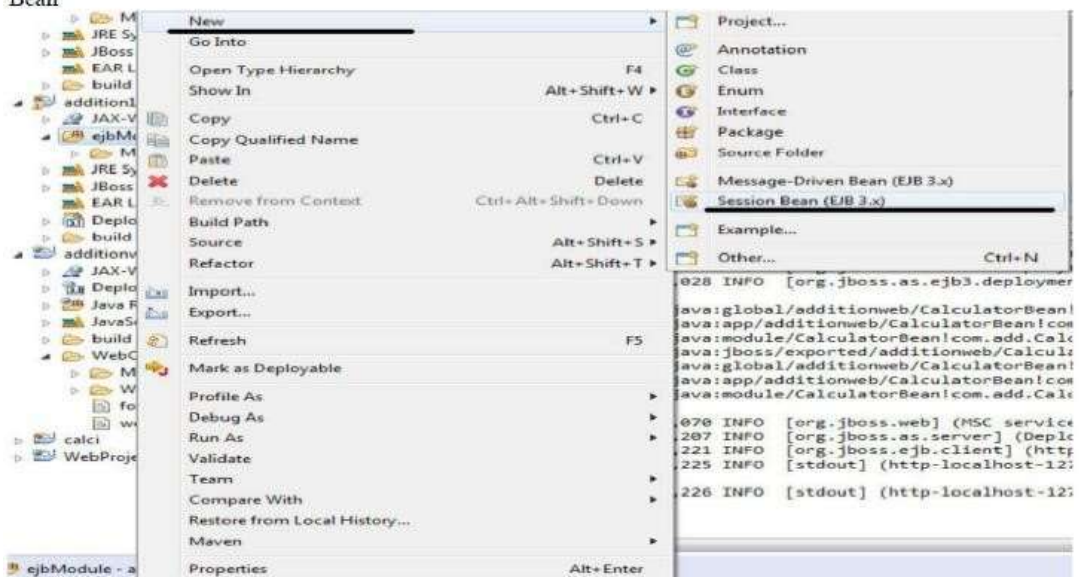 Bean
M
JRE Sy
JBoss
EAR L
build
addition1
JAX-V
ejbMo
M
JRE Sy
JBoss
EAR L
Deplo
build
additionw
JAX-V
Deplo
Java R
JavaSc
build
WebC
M
W
fo
we
calci
WebProje
New
Go Into
Open Type Hierarchy F4
Show In Alt+Shift+W
Copy Ctrl+C
Copy Qualified Name
Paste Ctrl+V
Delete Delete
Remove from Context Ctrl+Alt+Shift+Down
Build Path
Source Alt+Shift+S
Refactor Alt+Shift+T
Import...
Export...
Refresh F5
Mark as Deployable
Profile As
Debug As
Run As
Validate
Team
Compare With
Restore from Local History...
Maven
Properties Alt+Enter
Project...
Annotation
Class
Enum
Interface
Package
Source Folder
Message-Driven Bean (EJB 3.x)
Session Bean (EJB 3.x)
Example...
Other... Ctrl+N
,028 INFO [org.jboss.as.ejb3.deploymen
java:global/additionweb/CalculatorBean!
java:app/additionweb/CalculatorBean!com
java:module/CalculatorBean!com.add.Calc
java:jboss/exported/additionweb/Calcula
java:global/additionweb/CalculatorBean!
java:app/additionweb/CalculatorBean!com
java:module/CalculatorBean!com.add.Calc
,070 INFO [org.jboss.web] (MSC service
,207 INFO [org.jboss.as.server] (Deplo
,221 INFO [org.jboss.ejb.client] (http
,225 INFO [stdout] (http-localhost-127
,226 INFO [stdout] (http-localhost-127
ejbModule - a